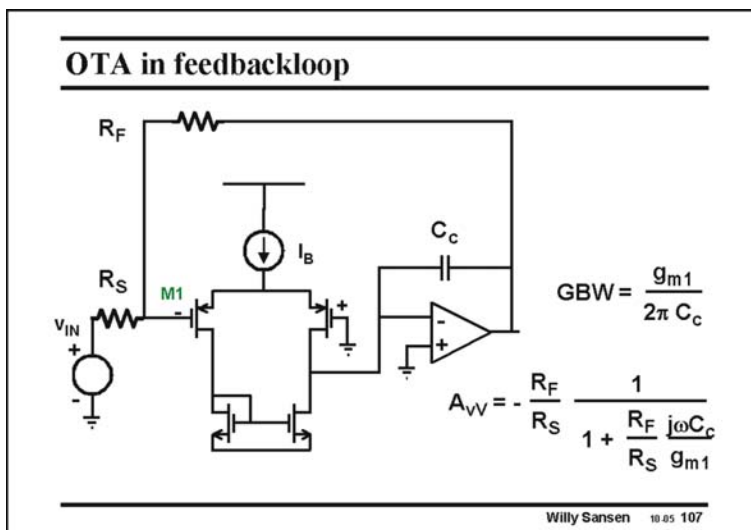 OTA in feedbackloop
R_F
I_B
C_c
R_S
M1
-
+
v_IN
+
-
-
+
GBW = g_m1 / 2π C_c
A_vV = - R_F / R_S 1 / 1 + R_F / R_S jωC_c / g_m1
Willy Sansen 10-05 107